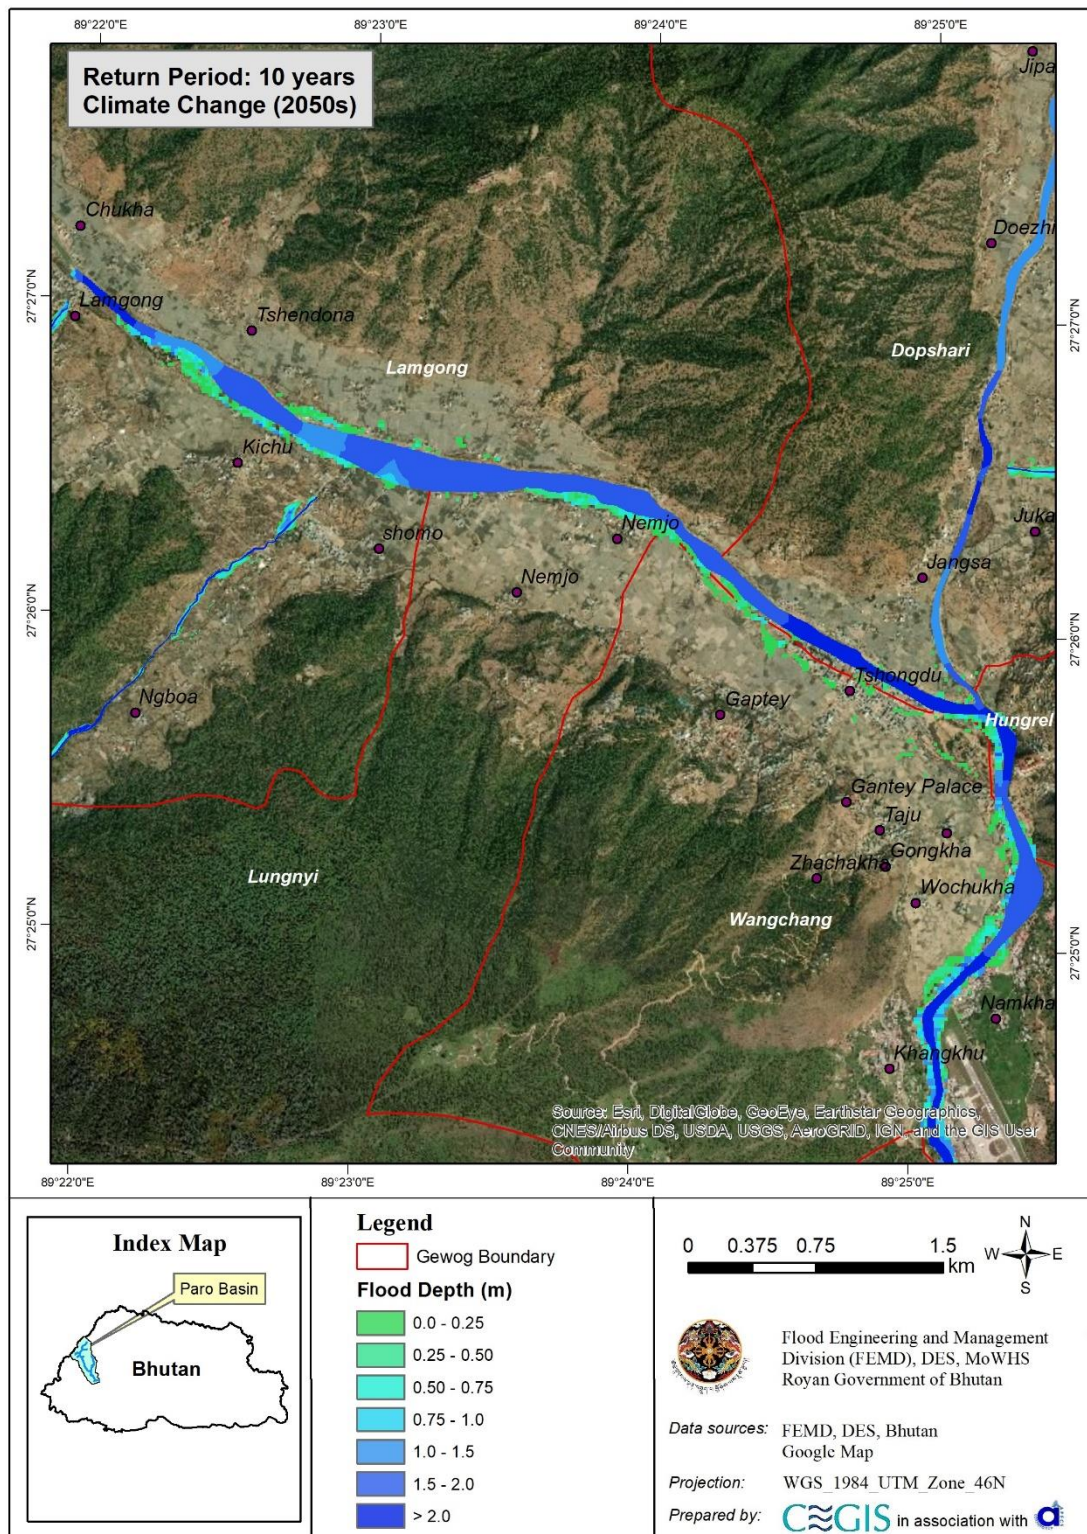 89°22'0"E
89°23'0"E
89°24'0"E
89°25'0"E
Return Period: 10 years
Climate Change (2050s)
Jipa
Chukha
Doezhi
27°27'0"N
27°27'0"N
Lamgong
Tshendona
Lamgong
Dopshari
Kichu
shomo
Nemjo
Juka
Nemjo
Jangsa
27°26'0"N
27°26'0"N
Ngboa
Gaptey
Tshongdu
Hungrel
Gantey Palace
Taju
Gongkha
Zhachakha
Lungnyi
Wochukha
Wangchang
27°25'0"N
27°25'0"N
Namkha
Khangkhu
Source: Esri, DigitalGlobe, GeoEye, Earthstar Geographics,
CNES/Airbus DS, USDA, USGS, AeroGRID, IGN, and the GIS User
Community
89°22'0"E
89°23'0"E
89°24'0"E
89°25'0"E
Index Map
Paro Basin
Bhutan
Legend
Gewog Boundary
Flood Depth (m)
0.0 - 0.25
0.25 - 0.50
0.50 - 0.75
0.75 - 1.0
1.0 - 1.5
1.5 - 2.0
> 2.0
0 0.375 0.75 1.5
km
N
W E
S
Flood Engineering and Management
Division (FEMD), DES, MoWHS
Royan Government of Bhutan
Data sources: FEMD, DES, Bhutan
Google Map
Projection: WGS_1984_UTM_Zone_46N
Prepared by: CEGIS in association with